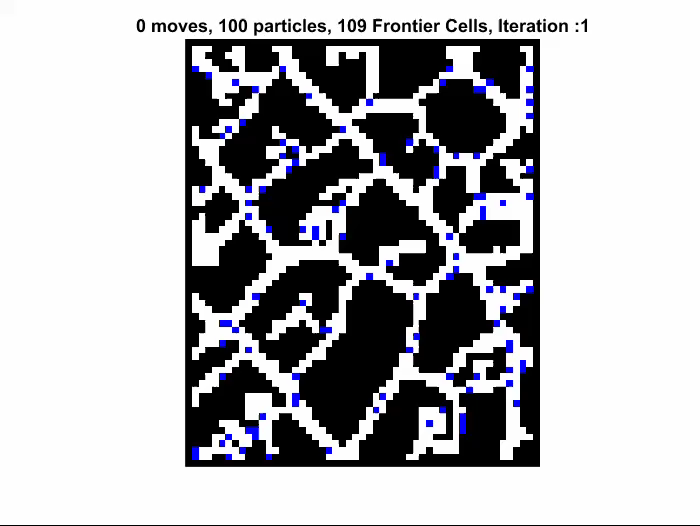 0 moves, 100 particles, 109 Frontier Cells, Iteration :1